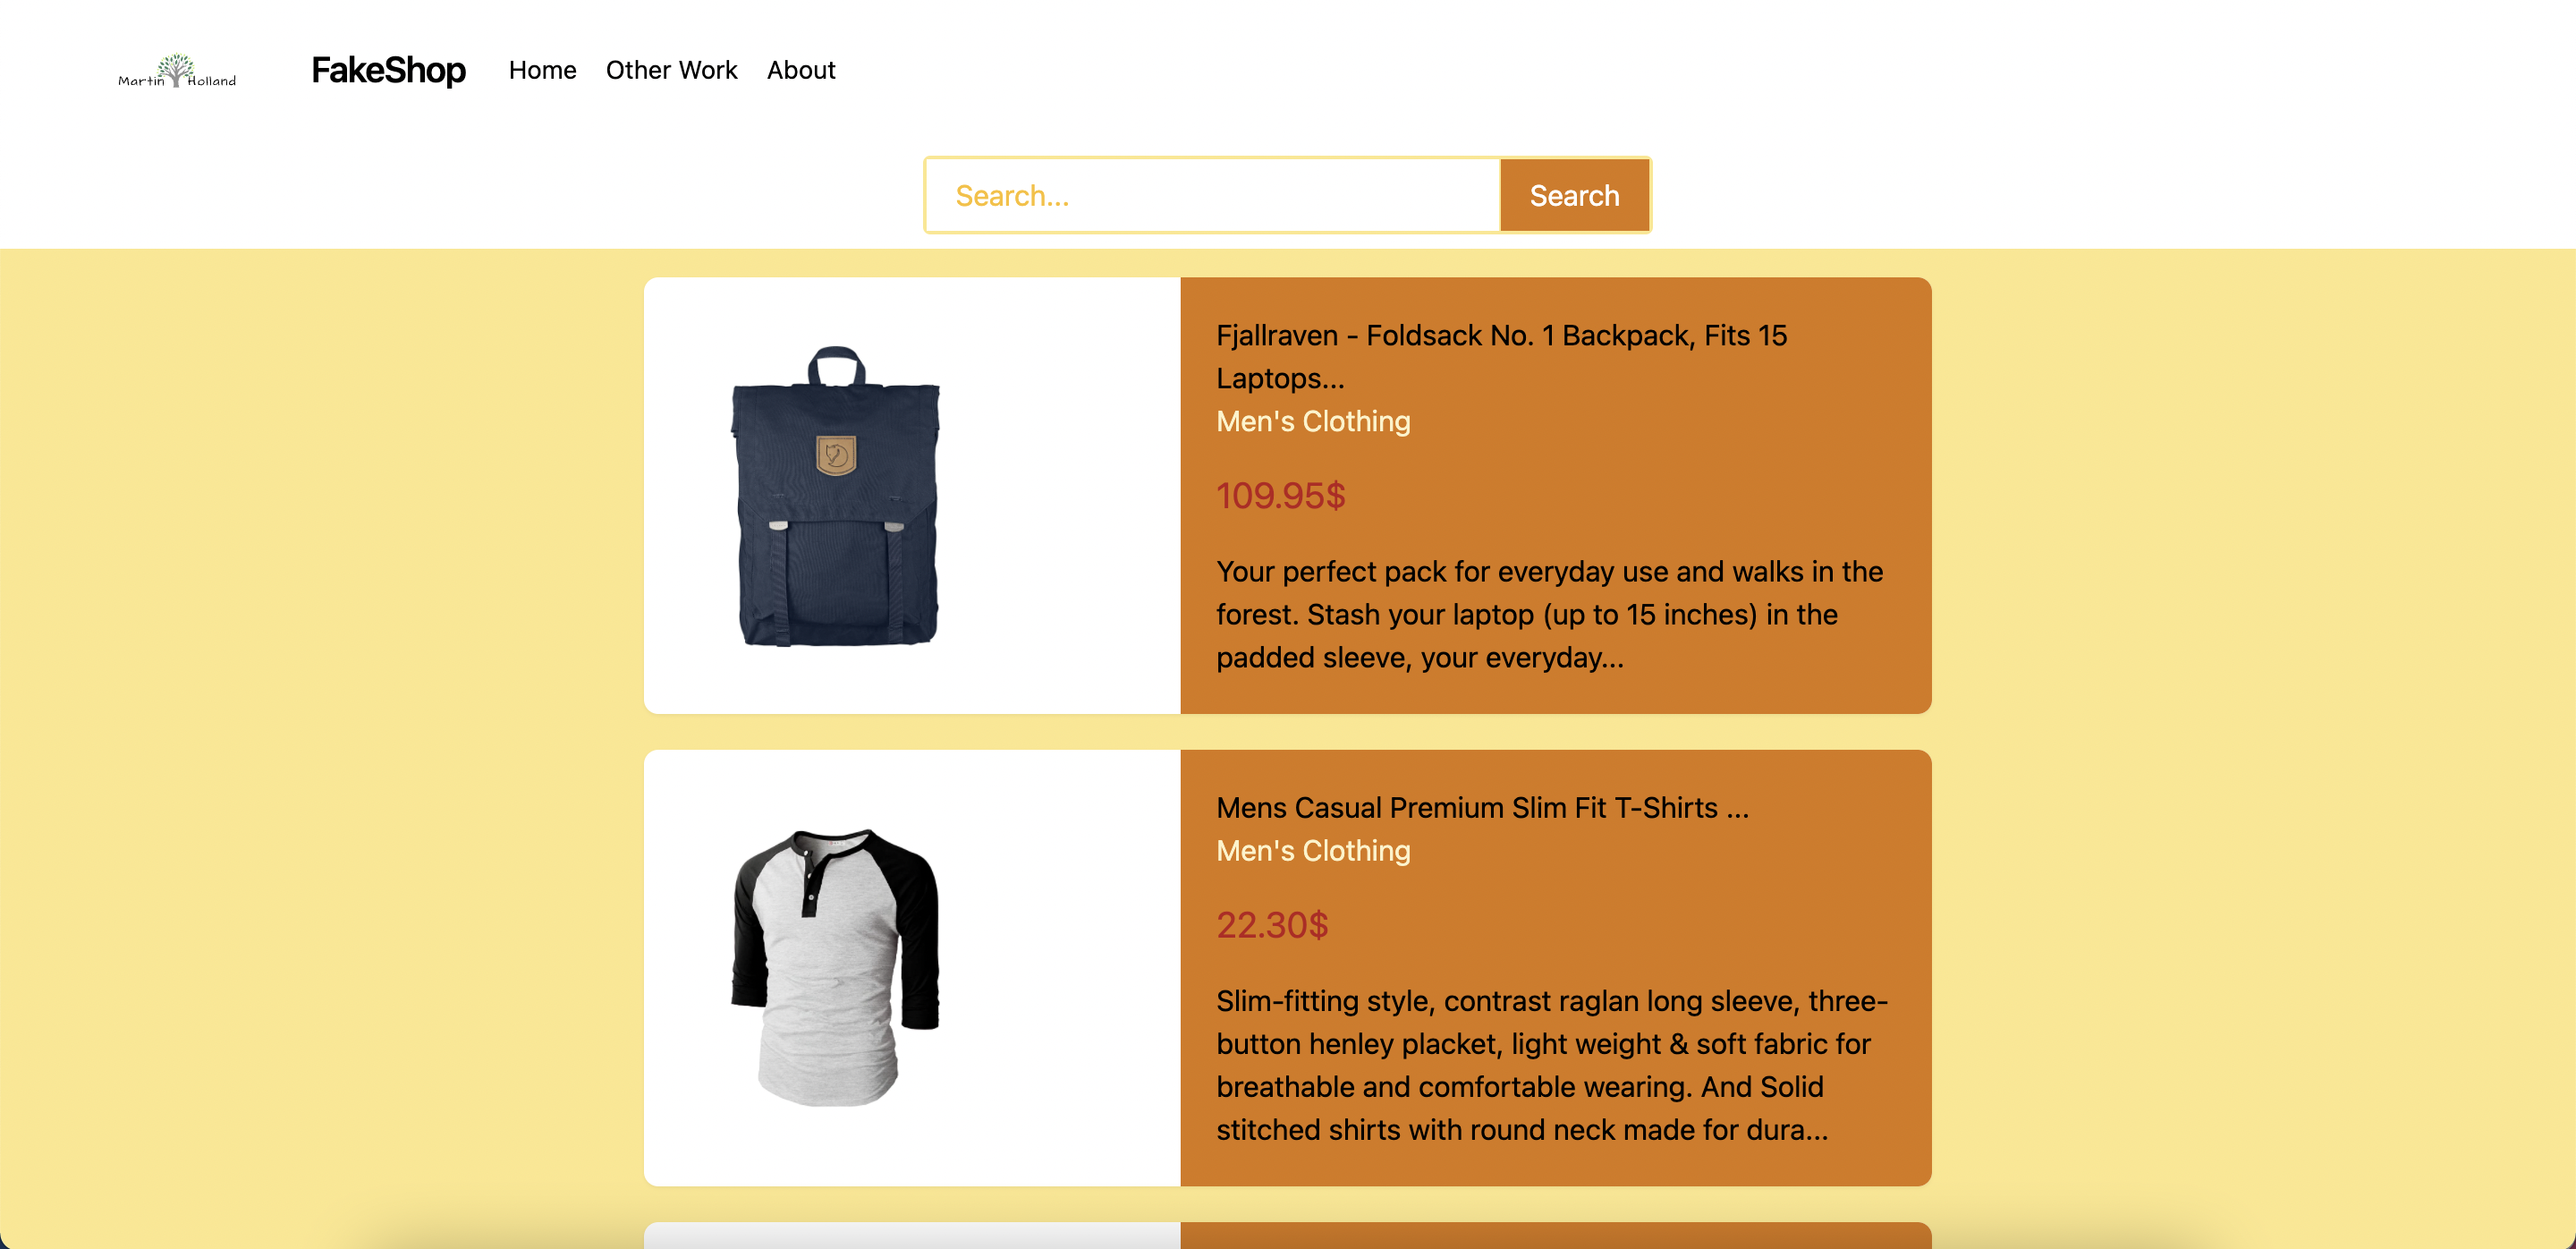 Martin Holland
FakeShop Home Other Work About
Search... Search
Fjallraven - Foldsack No. 1 Backpack, Fits 15
Laptops...
Men's Clothing
109.95$
Your perfect pack for everyday use and walks in the
forest. Stash your laptop (up to 15 inches) in the
padded sleeve, your everyday...
Mens Casual Premium Slim Fit T-Shirts ...
Men's Clothing
22.30$
Slim-fitting style, contrast raglan long sleeve, three-
button henley placket, light weight & soft fabric for
breathable and comfortable wearing. And Solid
stitched shirts with round neck made for dura...